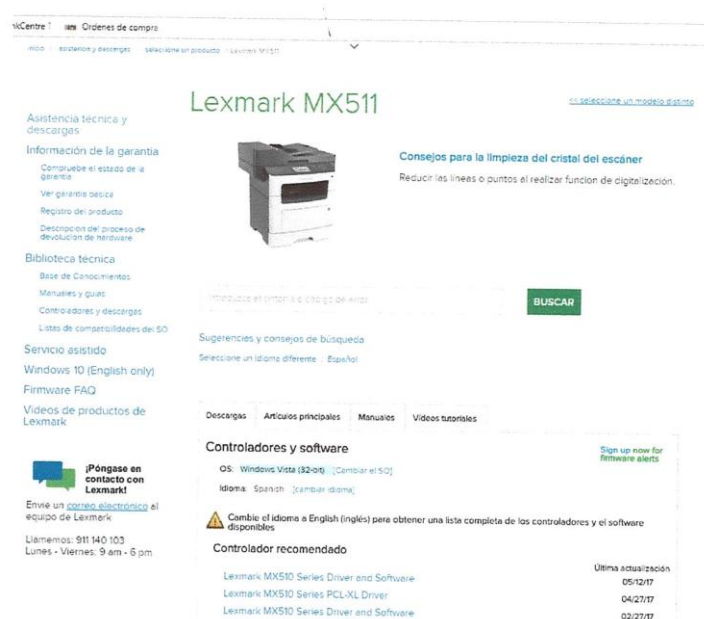 Ordenes de compra
inicio asistencia y descargas seleccione un producto Lexmark MX511
Lexmark MX511
<< seleccione un modelo distinto
Asistencia técnica y
descargas
Información de la garantía
Compruebe el estado de la
garantía
Ver garantía básica
Registro del producto
Descripción del proceso de
devolución de hardware
Biblioteca técnica
Base de Conocimientos
Manuales y guías
Controladores y descargas
Listas de compatibilidades del SO
Servicio asistido
Windows 10 (English only)
Firmware FAQ
Videos de productos de
Lexmark
¡Póngase en
contacto con
Lexmark!
Envíe un correo electrónico al
equipo de Lexmark
Llámemos: 911 140 103
Lunes - Viernes: 9 am - 6 pm
Consejos para la limpieza del cristal del escáner
Reducir las líneas o puntos al realizar función de digitalización.
BUSCAR
Sugerencias y consejos de búsqueda
Seleccione un idioma diferente : Español
Descargas Artículos principales Manuales Videos tutoriales
Controladores y software
Sign up now for
firmware alerts
OS: Windows Vista (32-bit) [Cambiar el SO]
Idioma: Spanish [cambiar idioma]
Cambie el idioma a English (inglés) para obtener una lista completa de los controladores y el software
disponibles
Controlador recomendado
Última actualización
Lexmark MX510 Series Driver and Software 05/12/17
Lexmark MX510 Series PCL-XL Driver 04/27/17
Lexmark MX510 Series Driver and Software 02/27/17